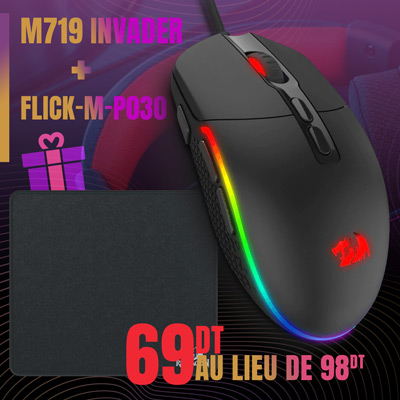 M719 INVADER
+
FLICK-M-P030
69DT
AU LIEU DE 98DT